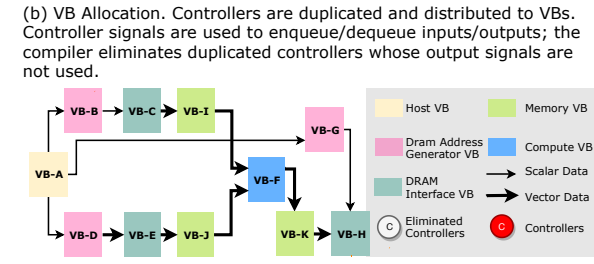 (b) VB Allocation. Controllers are duplicated and distributed to VBs.
Controller signals are used to enqueue/dequeue inputs/outputs; the
compiler eliminates duplicated controllers whose output signals are
not used.
VB-B
VB-C
VB-I
VB-G
VB-A
VB-F
VB-D
VB-E
VB-J
VB-K
VB-H
Host VB
Memory VB
Dram Address
Generator VB
Compute VB
DRAM
Interface VB
Scalar Data
Vector Data
C
Eliminated
Controllers
C
Controllers